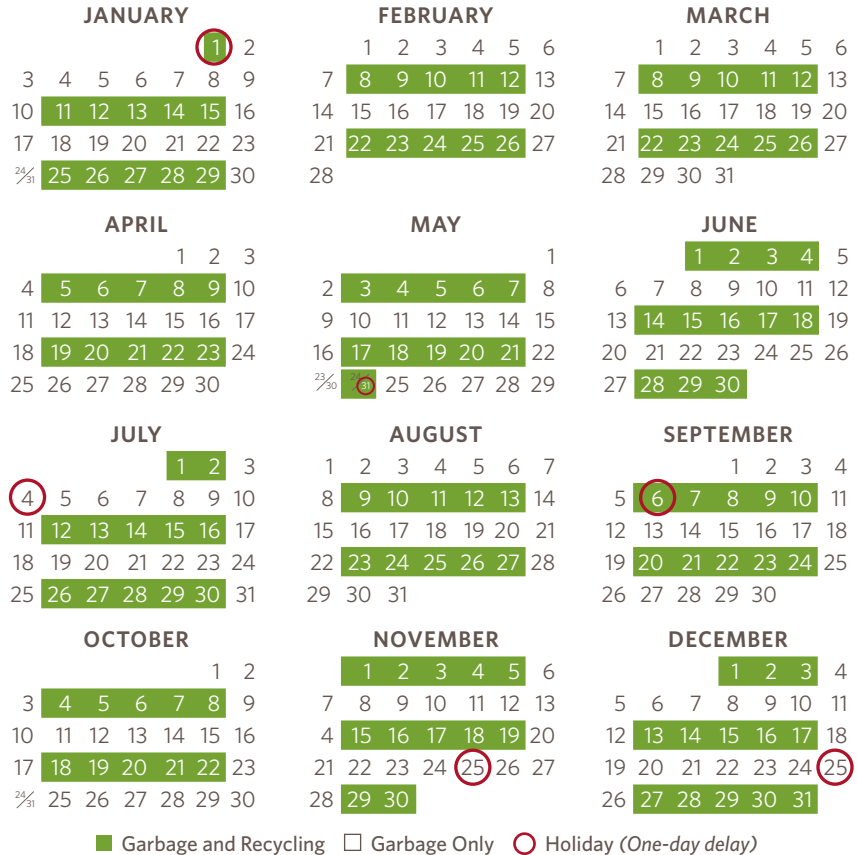 JANUARY FEBRUARY MARCH
1 2 1 2 3 4 5 6 1 2 3 4 5 6
3 4 5 6 7 8 9 7 8 9 10 11 12 13 7 8 9 10 11 12 13
10 11 12 13 14 15 16 14 15 16 17 18 19 20 14 15 16 17 18 19 20
17 18 19 20 21 22 23 21 22 23 24 25 26 27 21 22 23 24 25 26 27
24/31 25 26 27 28 29 30 28 28 29 30 31
APRIL MAY JUNE
1 2 3 1 1 2 3 4 5
4 5 6 7 8 9 10 2 3 4 5 6 7 8 6 7 8 9 10 11 12
11 12 13 14 15 16 17 9 10 11 12 13 14 15 13 14 15 16 17 18 19
18 19 20 21 22 23 24 16 17 18 19 20 21 22 20 21 22 23 24 25 26
25 26 27 28 29 30 23/30 24/31 25 26 27 28 29 27 28 29 30
JULY AUGUST SEPTEMBER
1 2 3 1 2 3 4 5 6 7 1 2 3 4
4 5 6 7 8 9 10 8 9 10 11 12 13 14 5 6 7 8 9 10 11
11 12 13 14 15 16 17 15 16 17 18 19 20 21 12 13 14 15 16 17 18
18 19 20 21 22 23 24 22 23 24 25 26 27 28 19 20 21 22 23 24 25
25 26 27 28 29 30 31 29 30 31 26 27 28 29 30
OCTOBER NOVEMBER DECEMBER
1 2 1 2 3 4 5 6 1 2 3 4
3 4 5 6 7 8 9 7 8 9 10 11 12 13 5 6 7 8 9 10 11
10 11 12 13 14 15 16 4 15 16 17 18 19 20 12 13 14 15 16 17 18
17 18 19 20 21 22 23 21 22 23 24 25 26 27 19 20 21 22 23 24 25
24/31 25 26 27 28 29 30 28 29 30 26 27 28 29 30 31
Garbage and Recycling Garbage Only Holiday (One-day delay)